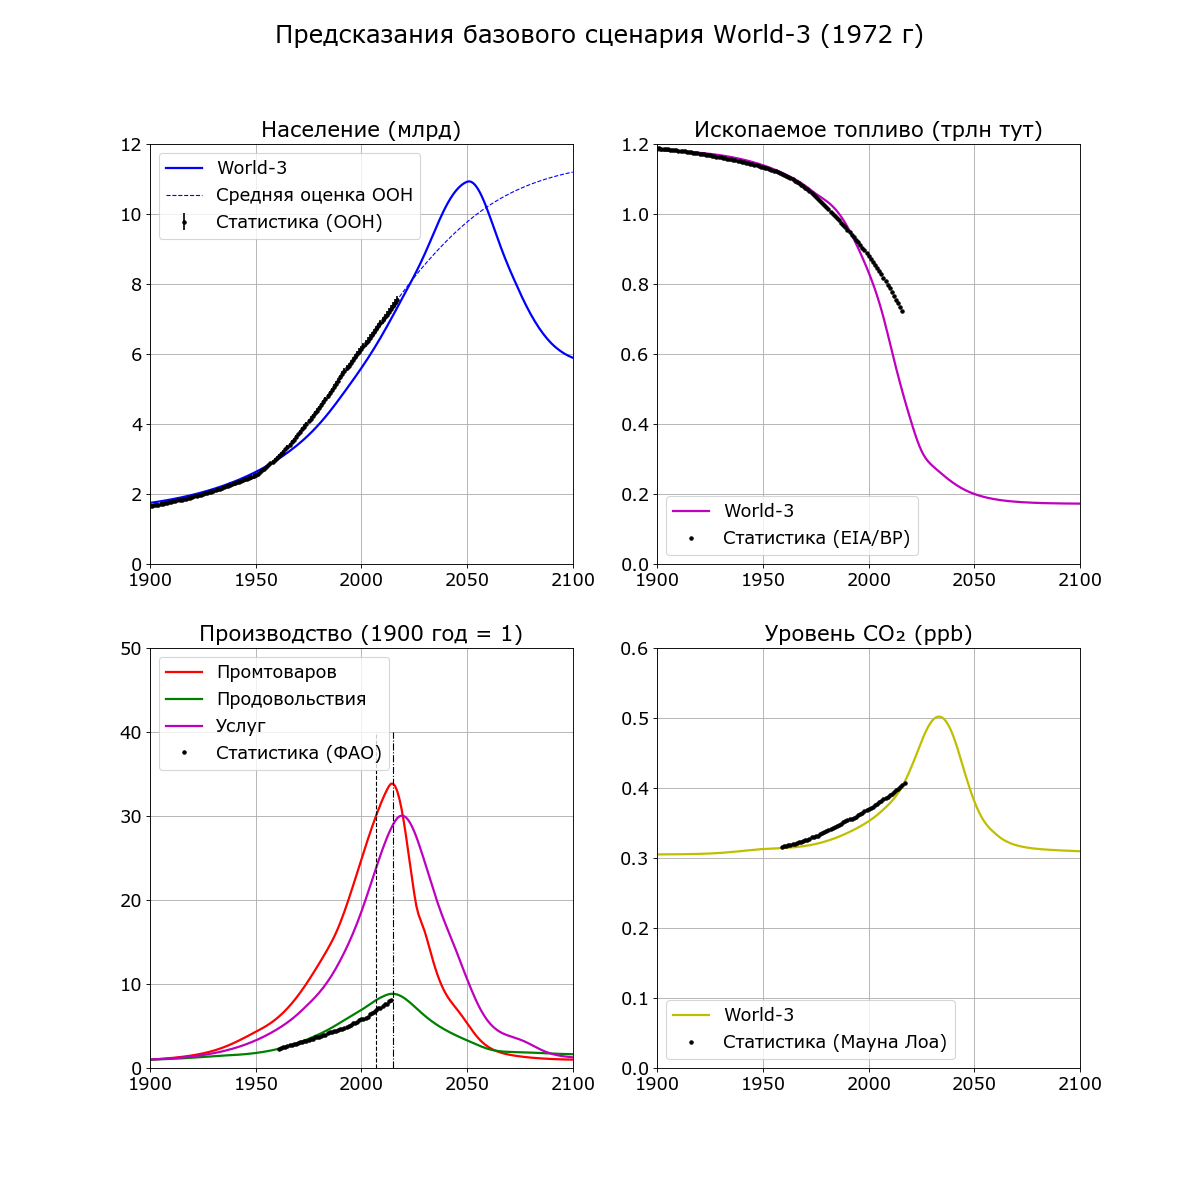 Предсказания базового сценария World-3 (1972 г)
Население (млрд)
12
10
8
6
4
2
0
World-3
Средняя оценка ООН
Статистика (ООН)
1900 1950 2000 2050 2100
Ископаемое топливо (трлн тут)
1.2
1.0
0.8
0.6
0.4
0.2
0.0
World-3
Статистика (EIA/BP)
1900 1950 2000 2050 2100
Производство (1900 год = 1)
50
40
30
20
10
0
Промтоваров
Продовольствия
Услуг
Статистика (ФАО)
1900 1950 2000 2050 2100
Уровень CO₂ (ppb)
0.6
0.5
0.4
0.3
0.2
0.1
0.0
World-3
Статистика (Мауна Лоа)
1900 1950 2000 2050 2100